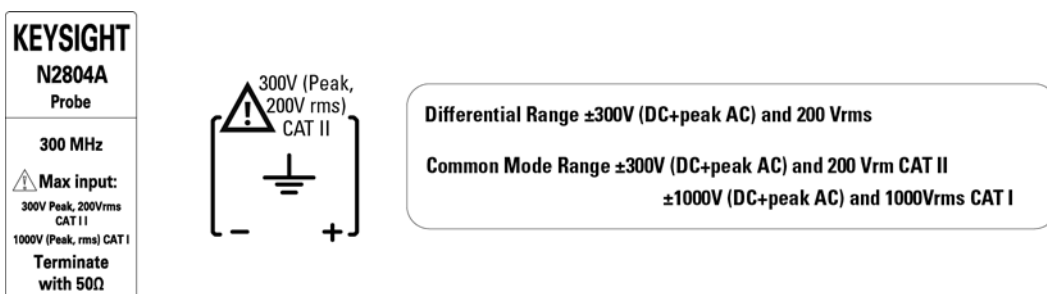 KEYSIGHT
N2804A
Probe
300 MHz
Max input:
300V Peak, 200Vrms
CAT I I
1000V (Peak, rms) CAT I
Terminate
with 50Ω
300V (Peak,
200V rms)
CAT II
- +
Differential Range ±300V (DC+peak AC) and 200 Vrms
Common Mode Range ±300V (DC+peak AC) and 200 Vrm CAT II
±1000V (DC+peak AC) and 1000Vrms CAT I